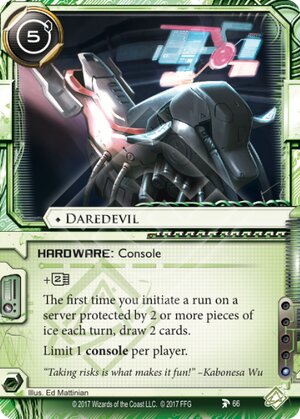 5
Daredevil
HARDWARE: Console
+2
The first time you initiate a run on a
server protected by 2 or more pieces of
ice each turn, draw 2 cards.
Limit 1 console per player.
"Taking risks is what makes it fun!" –Kabonesa Wu
Illus. Ed Mattinian
© 2017 Wizards of the Coast LLC. © 2017 FFG
66